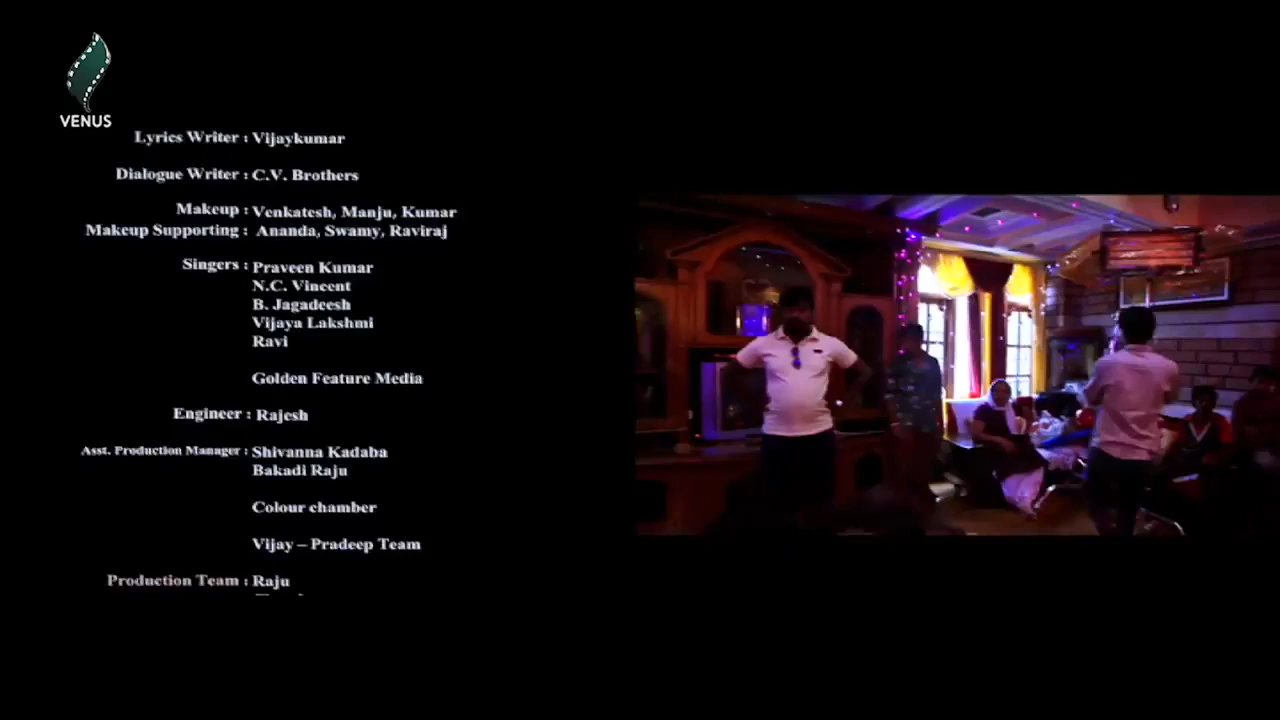 VENUS
Lyrics Writer : Vijaykumar
Dialogue Writer : C.V. Brothers
Makeup : Venkatesh, Manju, Kumar
Makeup Supporting : Ananda, Swamy, Raviraj
Singers : Praveen Kumar
N.C. Vincent
B. Jagadeesh
Vijaya Lakshmi
Ravi
Golden Feature Media
Engineer : Rajesh
Asst. Production Manager : Shivanna Kadaba
Bakadi Raju
Colour chamber
Vijay – Pradeep Team
Production Team : Raju